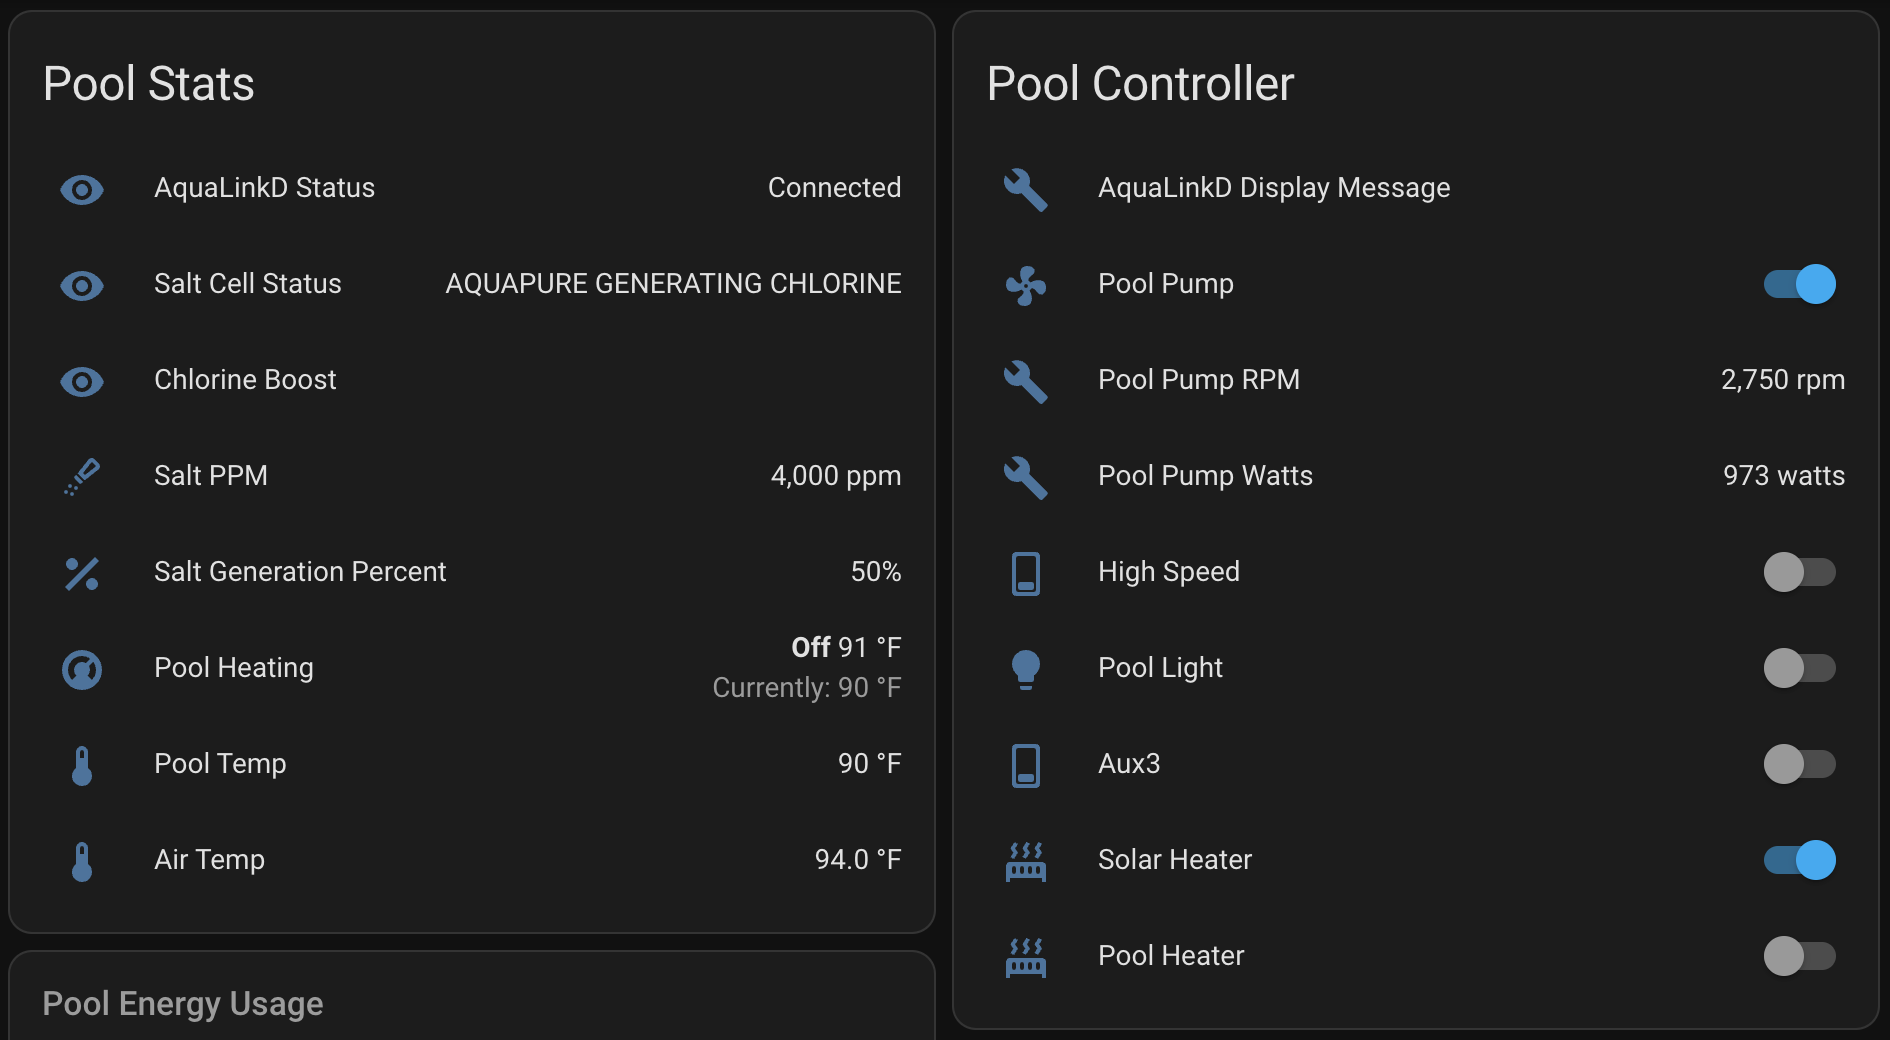 Pool Stats
AquaLinkD Status Connected
Salt Cell Status AQUAPURE GENERATING CHLORINE
Chlorine Boost
Salt PPM 4,000 ppm
Salt Generation Percent 50%
Pool Heating Off 91 °F
Currently: 90 °F
Pool Temp 90 °F
Air Temp 94.0 °F
Pool Energy Usage
Pool Controller
AquaLinkD Display Message
Pool Pump
Pool Pump RPM 2,750 rpm
Pool Pump Watts 973 watts
High Speed
Pool Light
Aux3
Solar Heater
Pool Heater